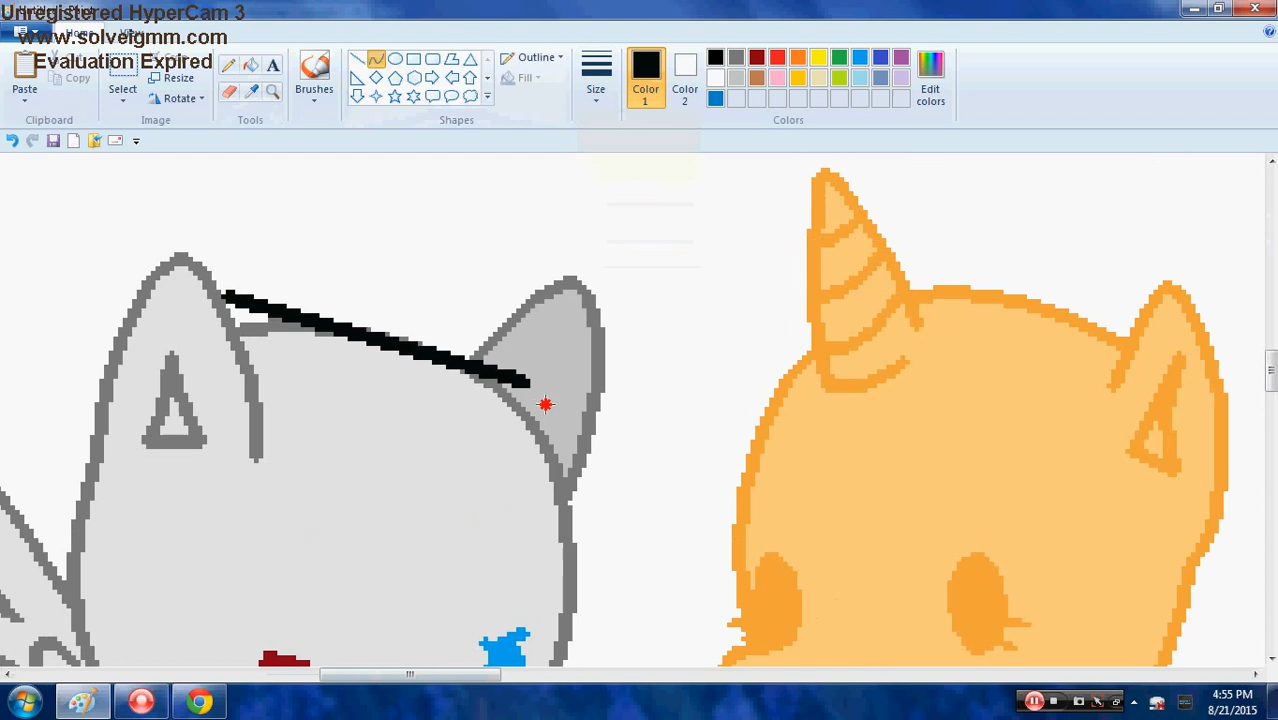 Unregistered HyperCam 3
www.solveigmm.com
Evaluation Expired
Paste
Copy
Clipboard
Select
Resize
Rotate
Image
Tools
Brushes
Shapes
Outline
Fill
Size
Color 1
Color 2
Edit colors
Colors
4:55 PM
8/21/2015